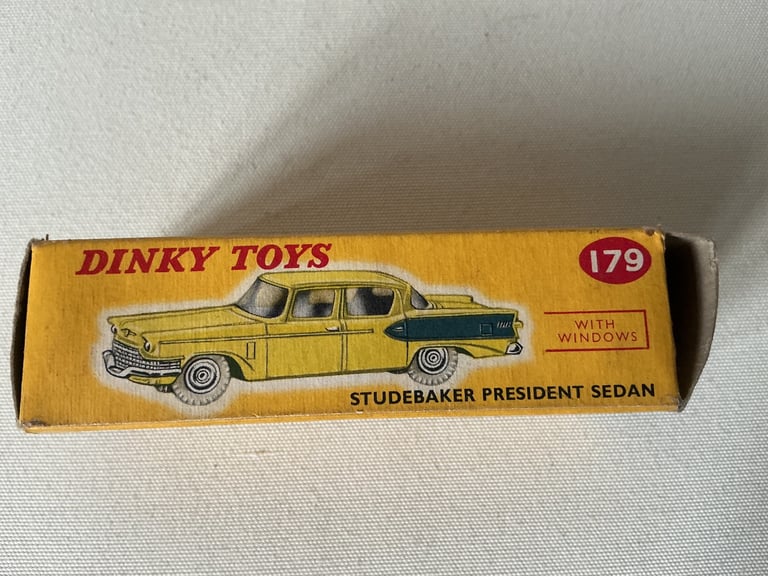 DINKY TOYS
179
WITH
WINDOWS
STUDEBAKER PRESIDENT SEDAN